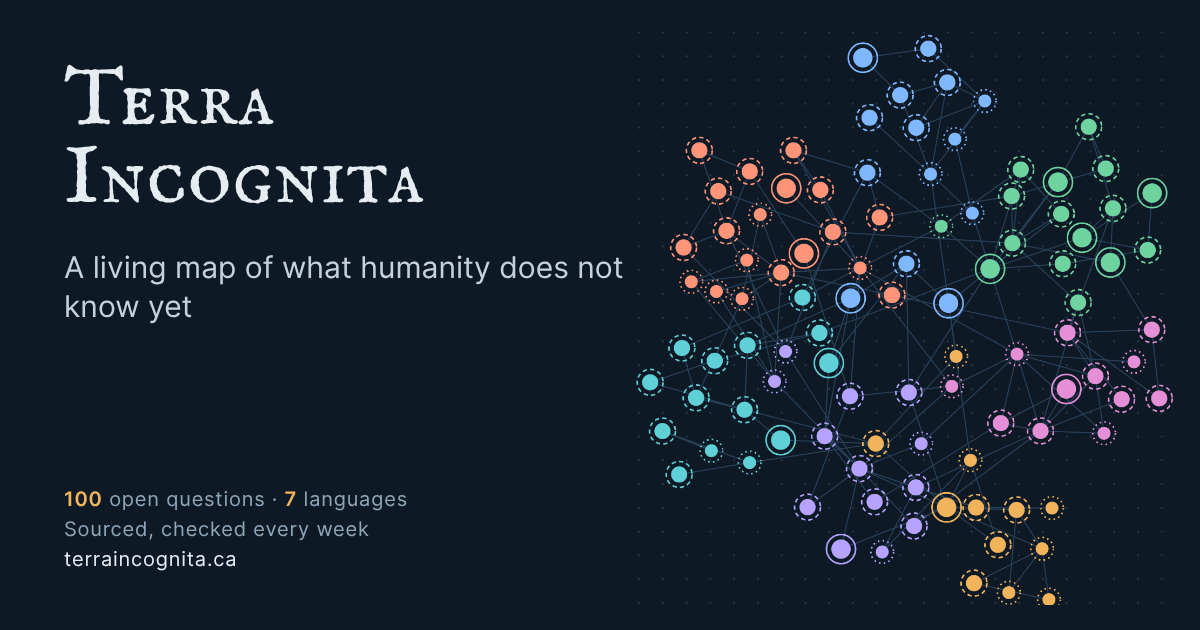 Terra
Incognita
A living map of what humanity does not
know yet
100 open questions · 7 languages
Sourced, checked every week
terraincognita.ca